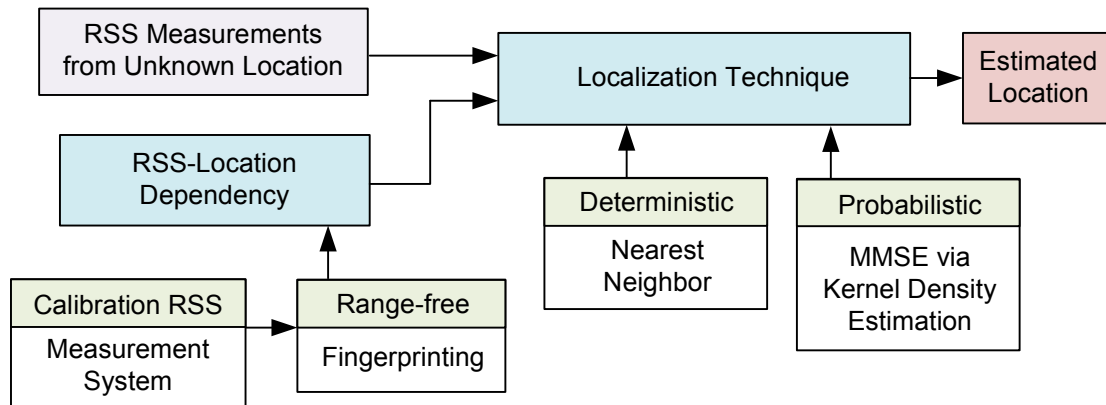 RSS Measurements
from Unknown Location
Localization Technique
Estimated
Location
RSS-Location
Dependency
Deterministic
Nearest
Neighbor
Probabilistic
MMSE via
Kernel Density
Estimation
Calibration RSS
Measurement
System
Range-free
Fingerprinting